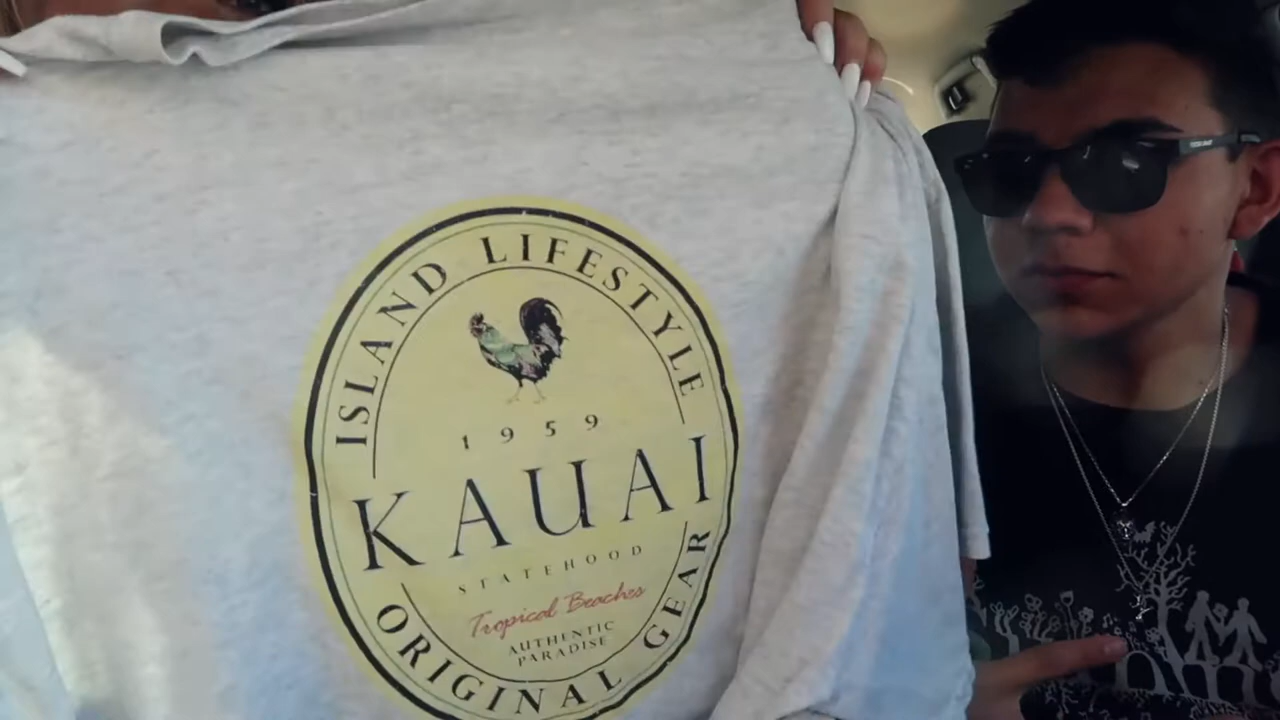 ISLAND LIFESTYLE
1959
KAUAI
STATEHOOD
Tropical Beaches
AUTHENTIC
PARADISE
ORIGINAL GEAR